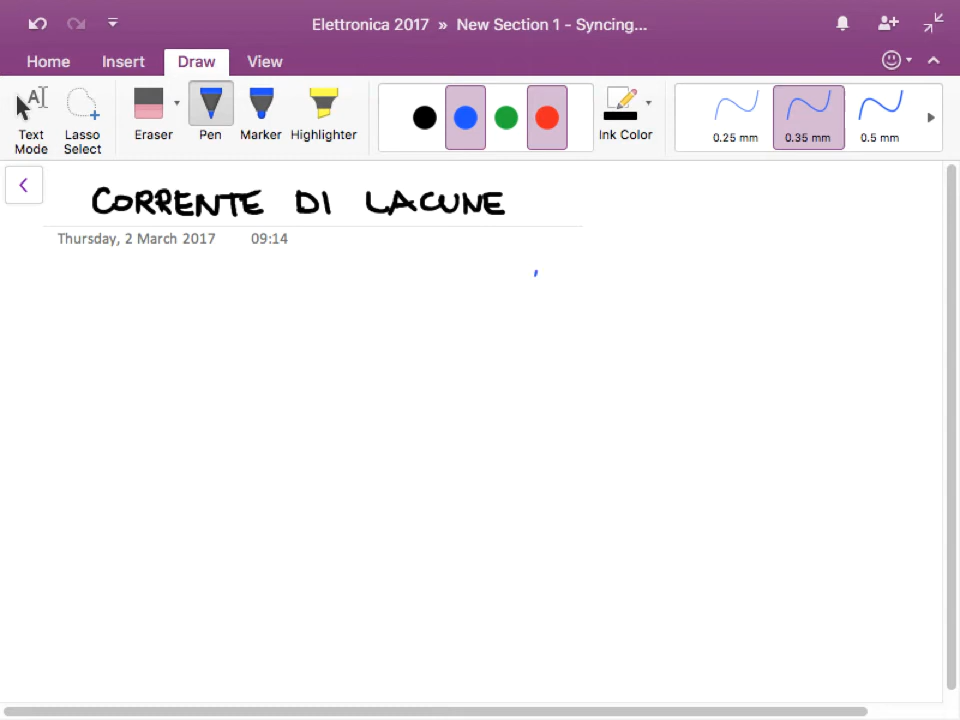 Elettronica 2017 » New Section 1 - Syncing...
Home Insert Draw View
Text Mode Lasso Select Eraser Pen Marker Highlighter Ink Color 0.25 mm 0.35 mm 0.5 mm
CORRENTE DI LACUNE
Thursday, 2 March 2017 09:14